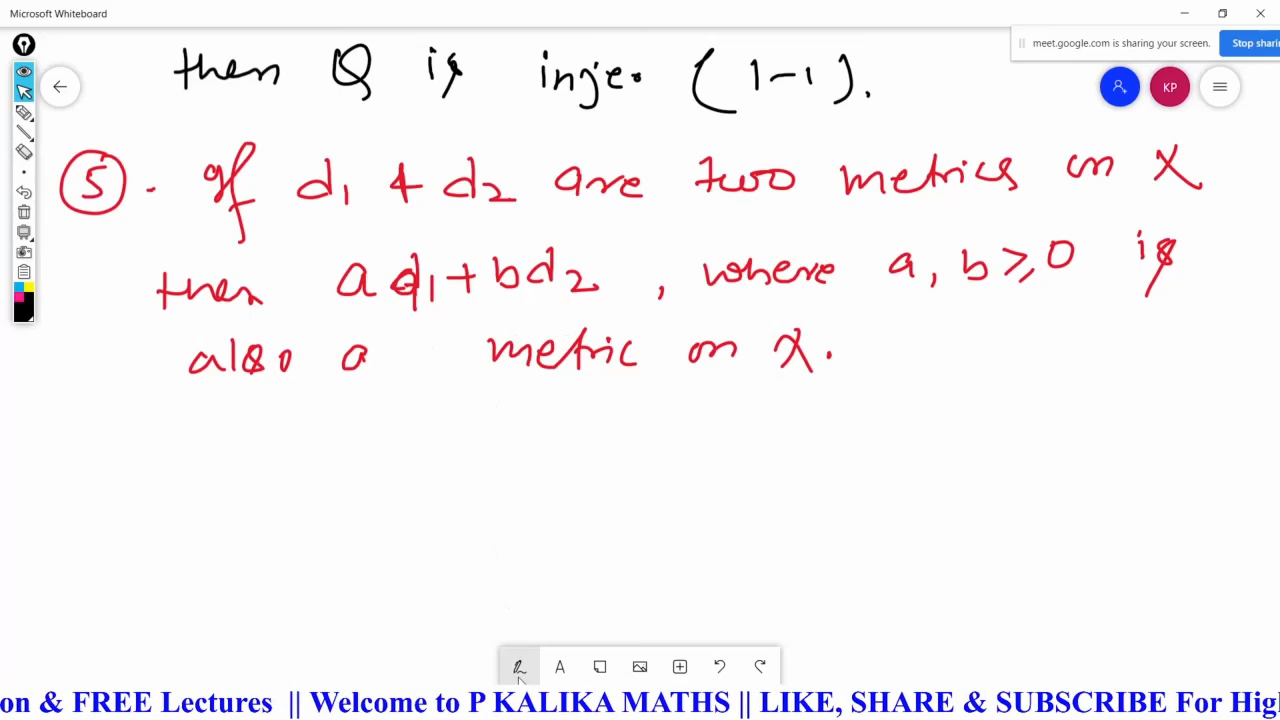 Microsoft Whiteboard
meet.google.com is sharing your screen.
Stop shari
KP
then Q is inje. (1-1).
5. If d1 & d2 are two metrics on X
then a d1 + b d2 , where a, b ⩾ 0 is
also a metric on X.
A
on & FREE Lectures || Welcome to P KALIKA MATHS || LIKE, SHARE & SUBSCRIBE For Hig